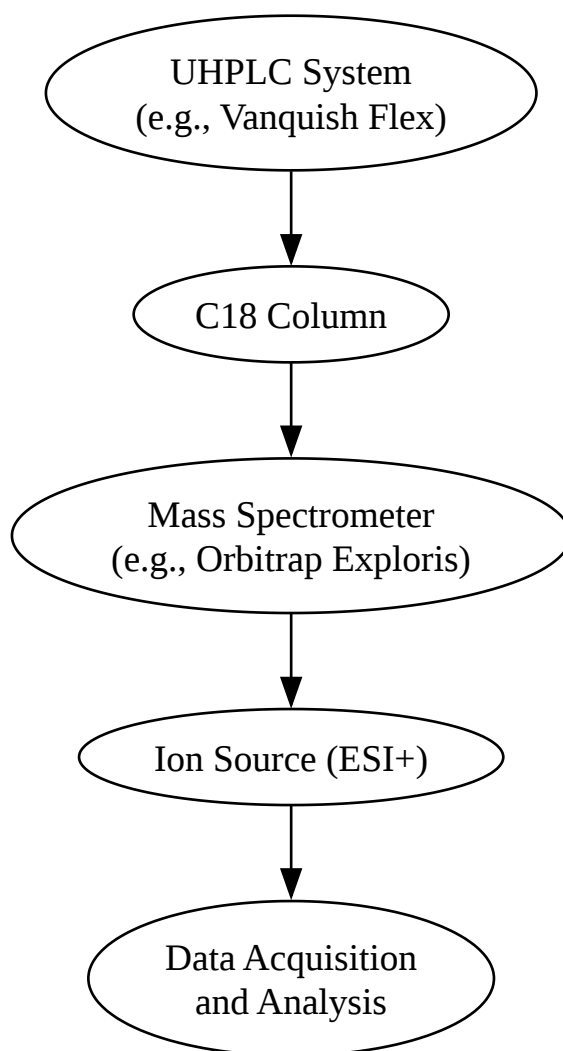 UHPLC System
(e.g., Vanquish Flex)
C18 Column
Mass Spectrometer
(e.g., Orbitrap Exploris)
Ion Source (ESI+)
Data Acquisition
and Analysis